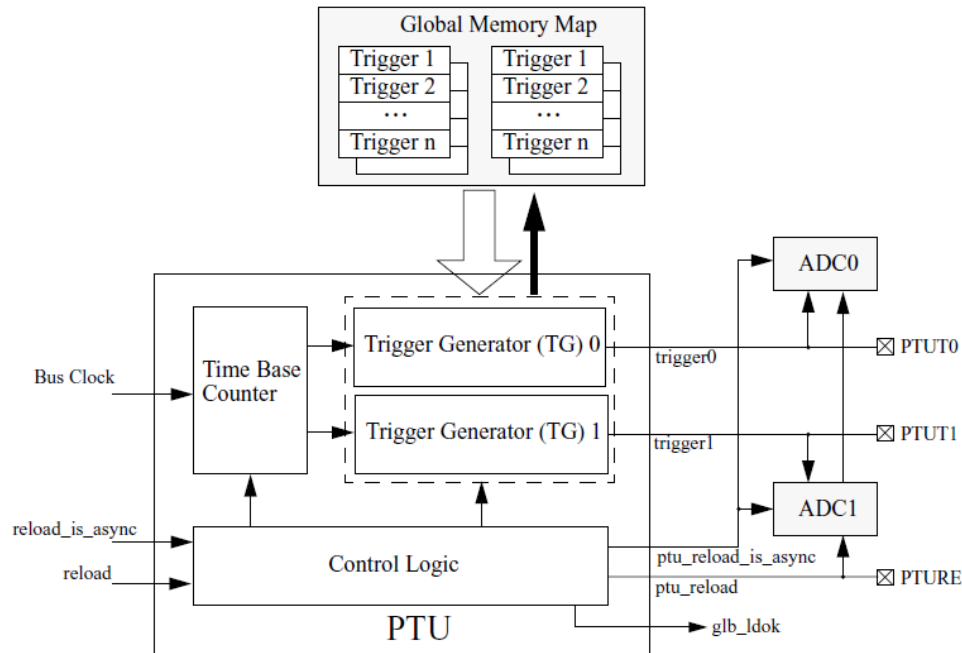 Global Memory Map
Trigger 1
Trigger 2
...
Trigger n
Trigger 1
Trigger 2
...
Trigger n
ADC0
Trigger Generator (TG) 0
trigger0
PTUT0
Bus Clock
Time Base
Counter
Trigger Generator (TG) 1
trigger1
PTUT1
ADC1
reload_is_async
reload
Control Logic
ptu_reload_is_async
ptu_reload
PTURE
PTU
glb_ldok